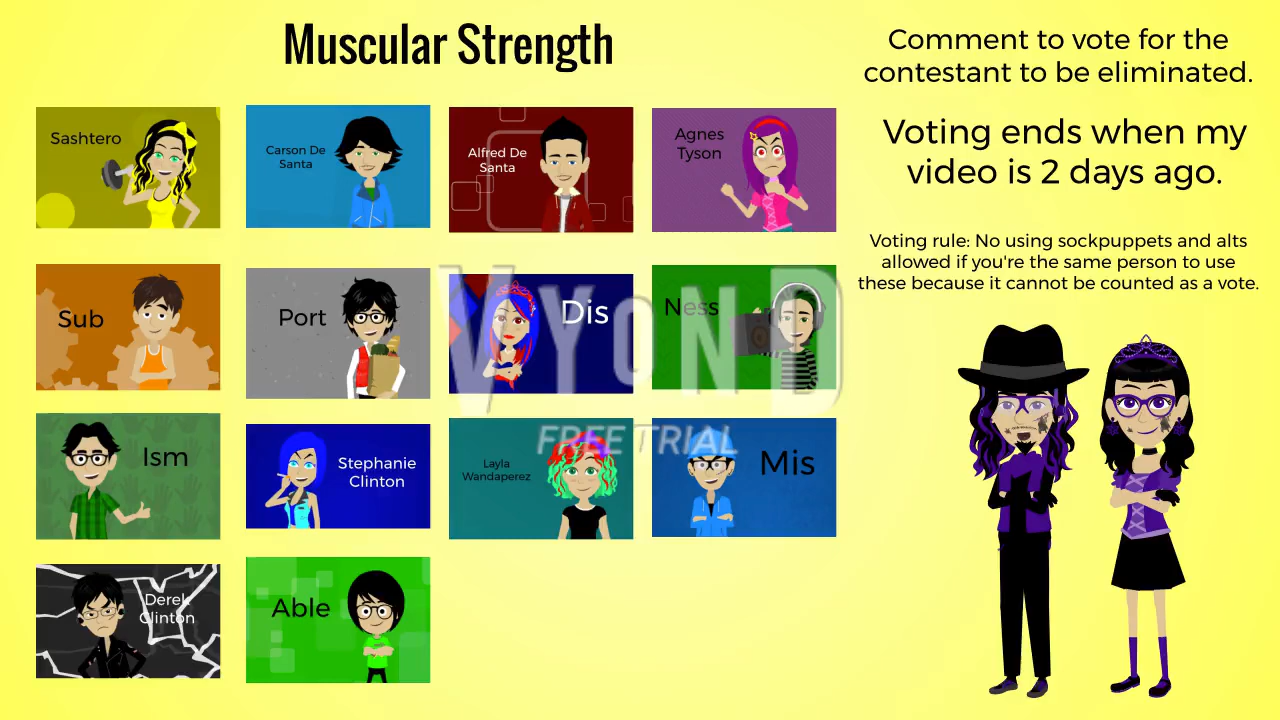 Muscular Strength
Comment to vote for the
contestant to be eliminated.
Voting ends when my
video is 2 days ago.
Voting rule: No using sockpuppets and alts
allowed if you're the same person to use
these because it cannot be counted as a vote.
Sashtero
Carson De
Santa
Alfred De
Santa
Agnes
Tyson
Sub
Port
Dis
Ness
Ism
Stephanie
Clinton
Layla
Wandaperez
Mis
Derek
Clinton
Able
VYOND
FREE TRIAL